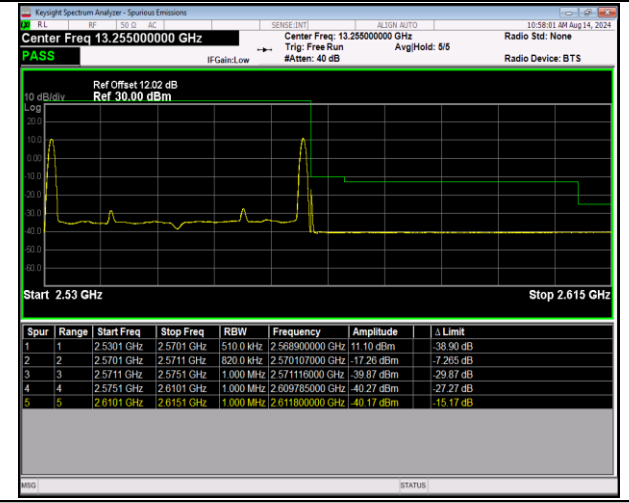 Keysight Spectrum Analyzer - Spurious Emissions
RL RF 50 Ω AC SENSE:INT ALIGN AUTO 10:58:01 AM Aug 14, 2024
Center Freq 13.255000000 GHz Center Freq: 13.255000000 GHz Radio Std: None
Trig: Free Run Avg|Hold: 5/5
PASS IFGain:Low #Atten: 40 dB Radio Device: BTS
Ref Offset 12.02 dB
10 dB/div Ref 30.00 dBm
Log
20.0
10.0
0.00
-10.0
-20.0
-30.0
-40.0
-50.0
-60.0
Start 2.53 GHz Stop 2.615 GHz
Spur Range Start Freq Stop Freq RBW Frequency Amplitude Δ Limit
1 1 2.5301 GHz 2.5701 GHz 510.0 kHz 2.568900000 GHz 11.10 dBm -38.90 dB
2 2 2.5701 GHz 2.5711 GHz 820.0 kHz 2.570107000 GHz -17.26 dBm -7.265 dB
3 3 2.5711 GHz 2.5751 GHz 1.000 MHz 2.571116000 GHz -39.87 dBm -29.87 dB
4 4 2.5751 GHz 2.6101 GHz 1.000 MHz 2.609785000 GHz -40.27 dBm -27.27 dB
5 5 2.6101 GHz 2.6151 GHz 1.000 MHz 2.611800000 GHz -40.17 dBm -15.17 dB
MSG STATUS